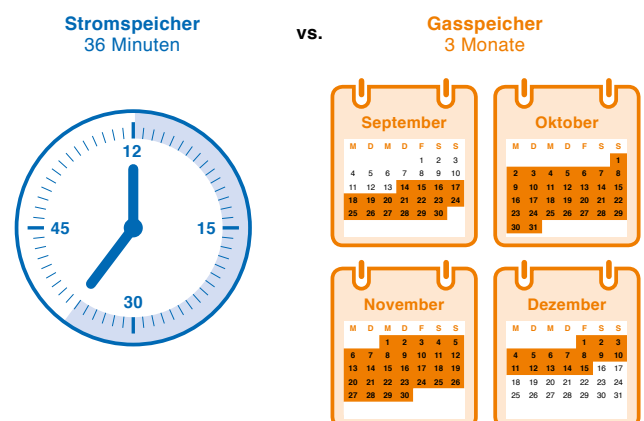 Stromspeicher
36 Minuten
vs.
Gasspeicher
3 Monate
12
15
30
45
September
M D M D F S S
1 2 3
4 5 6 7 8 9 10
11 12 13 14 15 16 17
18 19 20 21 22 23 24
25 26 27 28 29 30
Oktober
M D M D F S S
1
2 3 4 5 6 7 8
9 10 11 12 13 14 15
16 17 18 19 20 21 22
23 24 25 26 27 28 29
30 31
November
M D M D F S S
1 2 3 4 5
6 7 8 9 10 11 12
13 14 15 16 17 18 19
20 21 22 23 24 25 26
27 28 29 30
Dezember
M D M D F S S
1 2 3
4 5 6 7 8 9 10
11 12 13 14 15 16 17
18 19 20 21 22 23 24
25 26 27 28 29 30 31